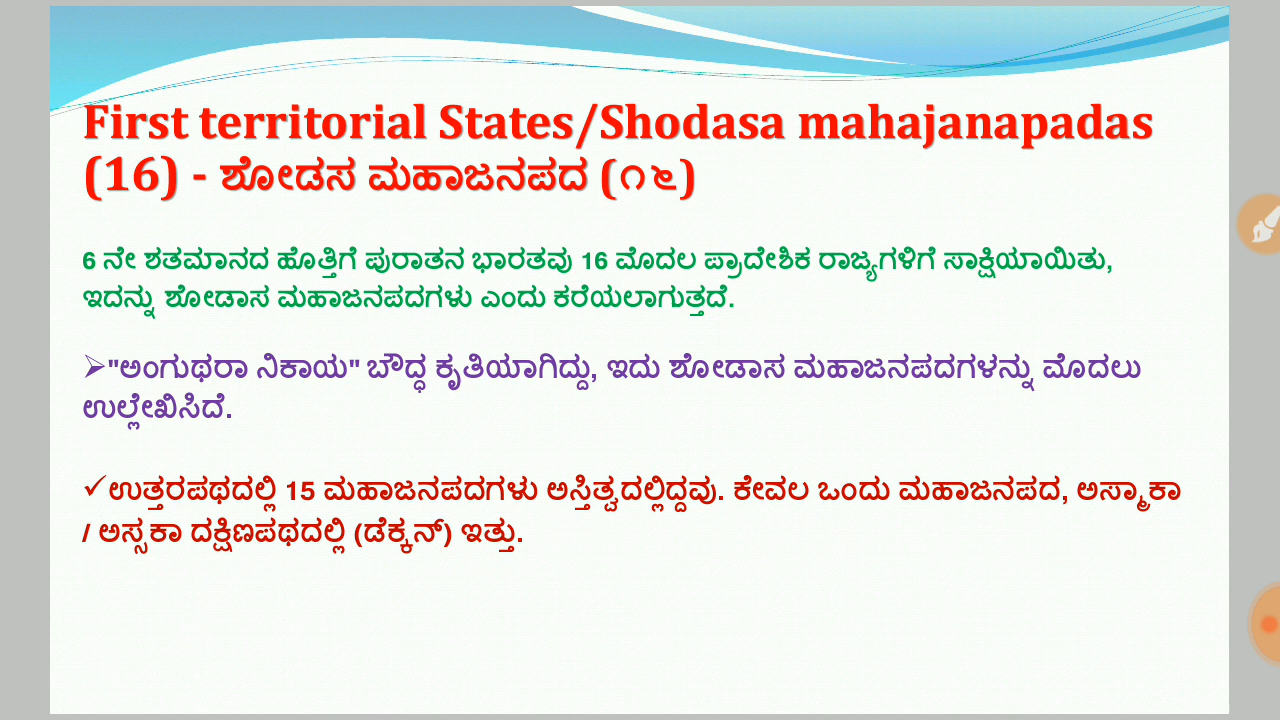 First territorial States/Shodasa mahajanapadas
(16) - ಶೋಡಸ ಮಹಾಜನಪದ (೧೬)
6 ನೇ ಶತಮಾನದ ಹೊತ್ತಿಗೆ ಪುರಾತನ ಭಾರತವು 16 ಮೊದಲ ಪ್ರಾದೇಶಿಕ ರಾಜ್ಯಗಳಿಗೆ ಸಾಕ್ಷಿಯಾಯಿತು,
ಇದನ್ನು ಶೋಡಾಸ ಮಹಾಜನಪದಗಳು ಎಂದು ಕರೆಯಲಾಗುತ್ತದೆ.
➢"ಅಂಗುಥರಾ ನಿಕಾಯ" ಬೌದ್ಧ ಕೃತಿಯಾಗಿದ್ದು, ಇದು ಶೋಡಾಸ ಮಹಾಜನಪದಗಳನ್ನು ಮೊದಲು
ಉಲ್ಲೇಖಿಸಿದೆ.
✓ಉತ್ತರಪಥದಲ್ಲಿ 15 ಮಹಾಜನಪದಗಳು ಅಸ್ತಿತ್ವದಲ್ಲಿದ್ದವು. ಕೇವಲ ಒಂದು ಮಹಾಜನಪದ, ಅಸ್ಮಾಕಾ
/ ಅಸ್ಸಕಾ ದಕ್ಷಿಣಪಥದಲ್ಲಿ (ಡೆಕ್ಕನ್) ಇತ್ತು.